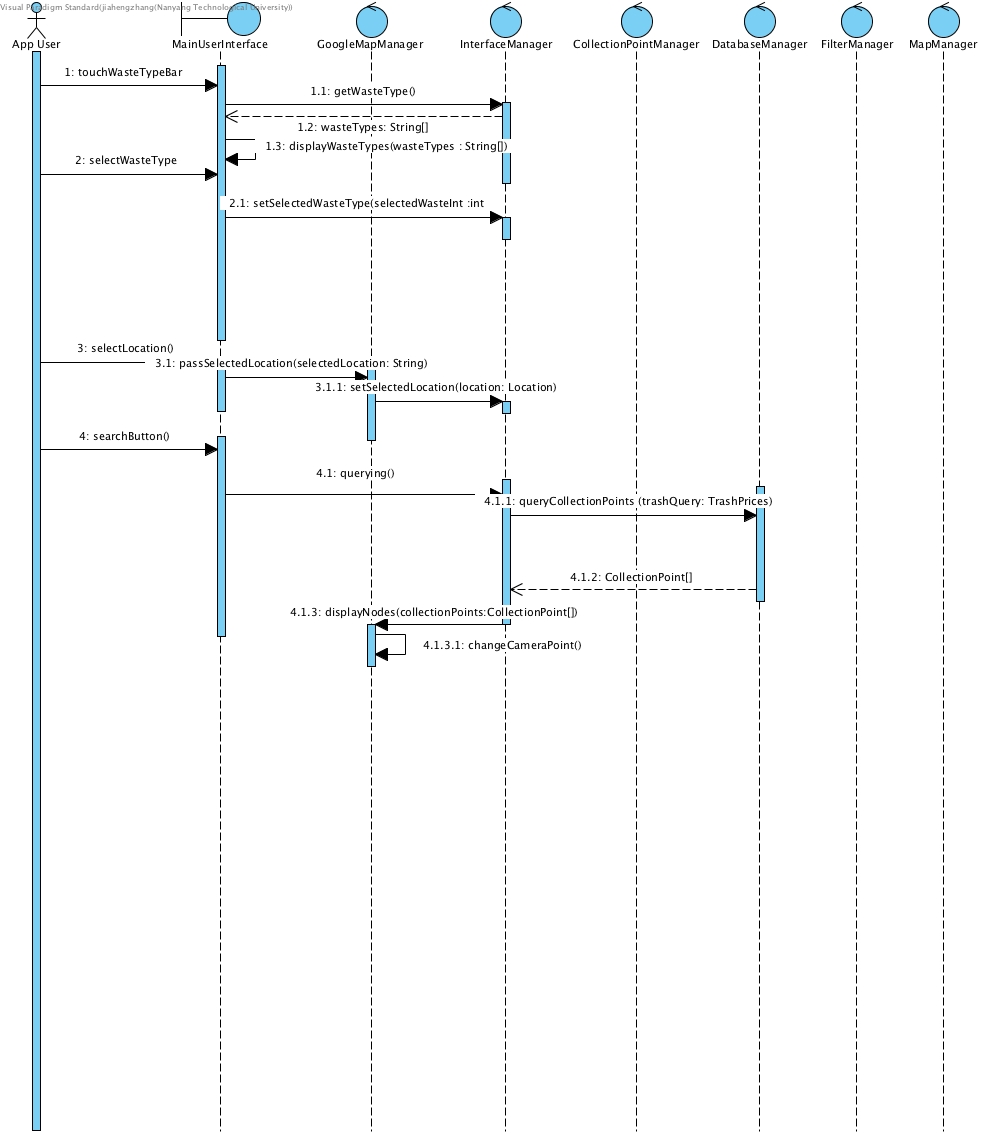 Visual Paradigm Standard(jiahengzhang(Nanyang Technological University))
App User
MainUserInterface
GoogleMapManager
InterfaceManager
CollectionPointManager
DatabaseManager
FilterManager
MapManager
1: touchWasteTypeBar
1.1: getWasteType()
1.2: wasteTypes: String[]
1.3: displayWasteTypes(wasteTypes : String[])
2: selectWasteType
2.1: setSelectedWasteType(selectedWasteInt :int
3: selectLocation()
3.1: passSelectedLocation(selectedLocation: String)
3.1.1: setSelectedLocation(location: Location)
4: searchButton()
4.1: querying()
4.1.1: queryCollectionPoints (trashQuery: TrashPrices)
4.1.2: CollectionPoint[]
4.1.3: displayNodes(collectionPoints:CollectionPoint[])
4.1.3.1: changeCameraPoint()